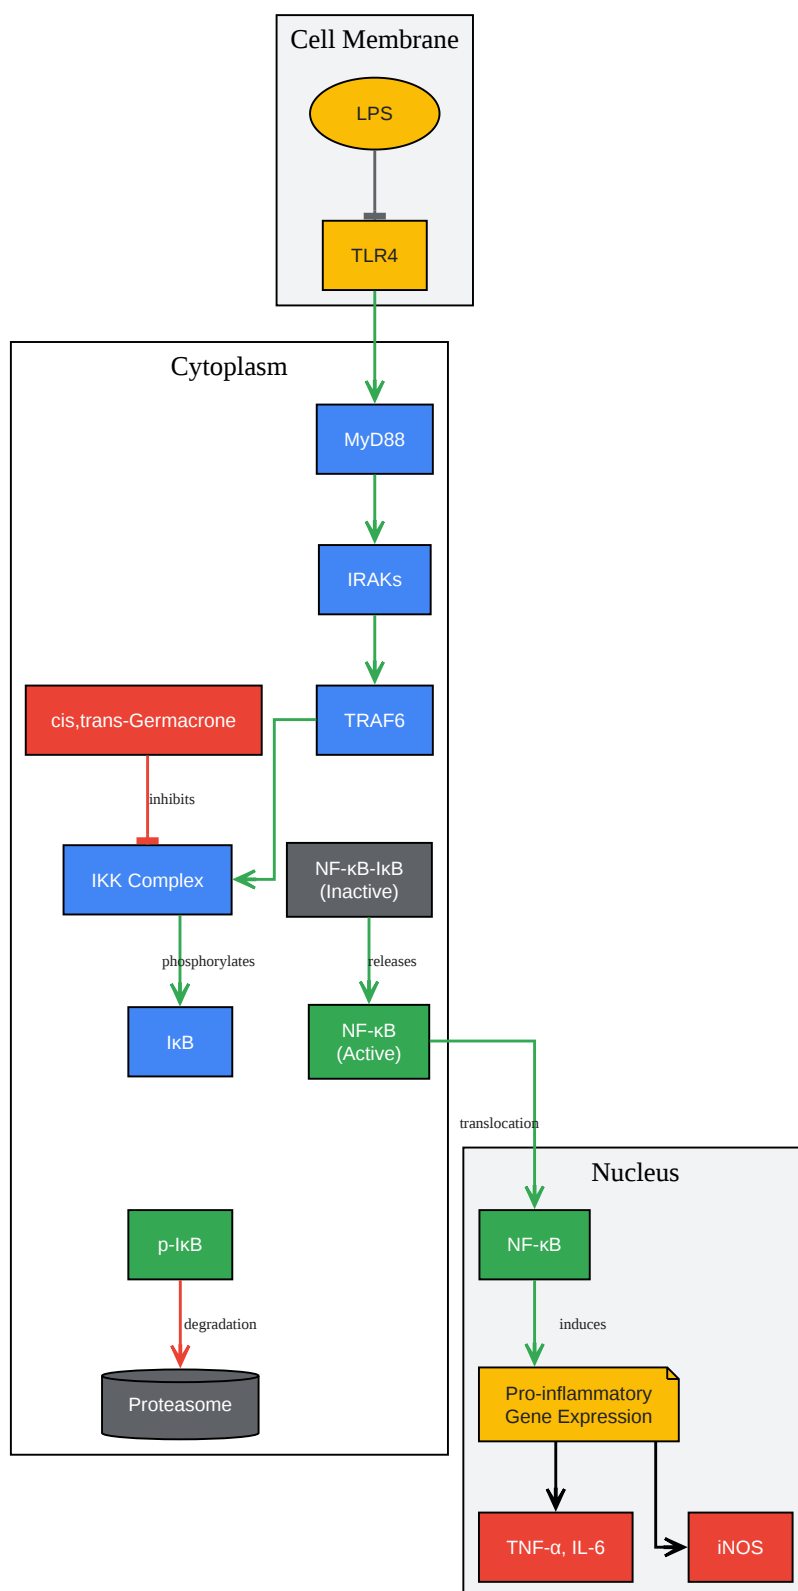 Cell Membrane
LPS
TLR4
Cytoplasm
MyD88
IRAKs
cis,trans-Germacrone
TRAF6
inhibits
IKK Complex
NF-κB-IκB
(Inactive)
phosphorylates
releases
IκB
NF-κB
(Active)
translocation
Nucleus
p-IκB
NF-κB
degradation
induces
Proteasome
Pro-inflammatory
Gene Expression
TNF-α, IL-6
iNOS